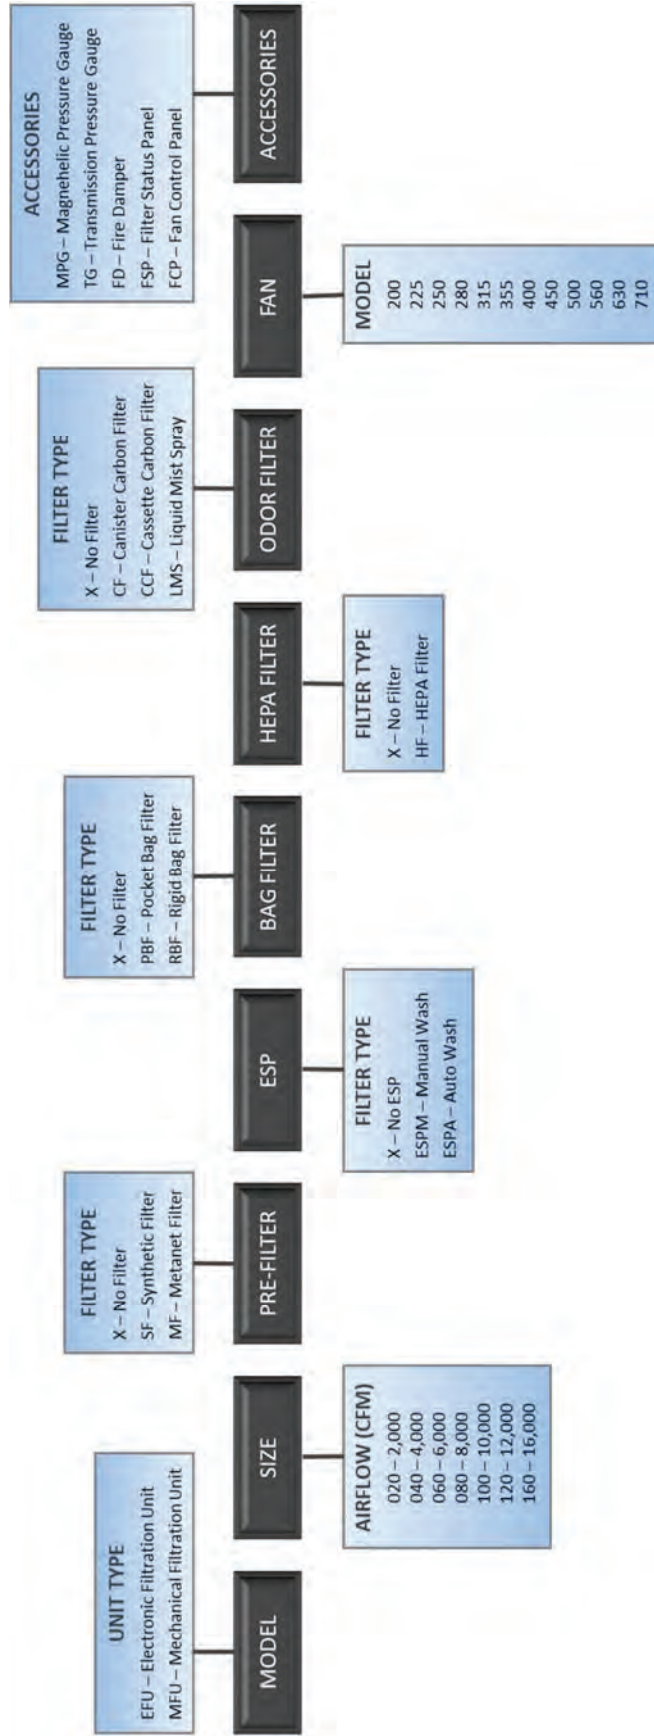 UNIT TYPE
EFU – Electronic Filtration Unit
MFU – Mechanical Filtration Unit
MODEL
SIZE
AIRFLOW (CFM)
020 – 2,000
040 – 4,000
060 – 6,000
080 – 8,000
100 – 10,000
120 – 12,000
160 – 16,000
FILTER TYPE
X – No Filter
SF – Synthetic Filter
MF – Metanet Filter
PRE-FILTER
ESP
FILTER TYPE
X – No ESP
ESPM – Manual Wash
ESPA – Auto Wash
FILTER TYPE
X – No Filter
PBF – Pocket Bag Filter
RBF – Rigid Bag Filter
BAG FILTER
HEPA FILTER
FILTER TYPE
X – No Filter
HF – HEPA Filter
FILTER TYPE
X – No Filter
CF – Canister Carbon Filter
CCF – Cassette Carbon Filter
LMS – Liquid Mist Spray
ODOR FILTER
FAN
MODEL
200
225
250
280
315
355
400
450
500
560
630
710
ACCESSORIES
MPG – Magnehelic Pressure Gauge
TG – Transmission Pressure Gauge
FD – Fire Damper
FSP – Filter Status Panel
FCP – Fan Control Panel
ACCESSORIES